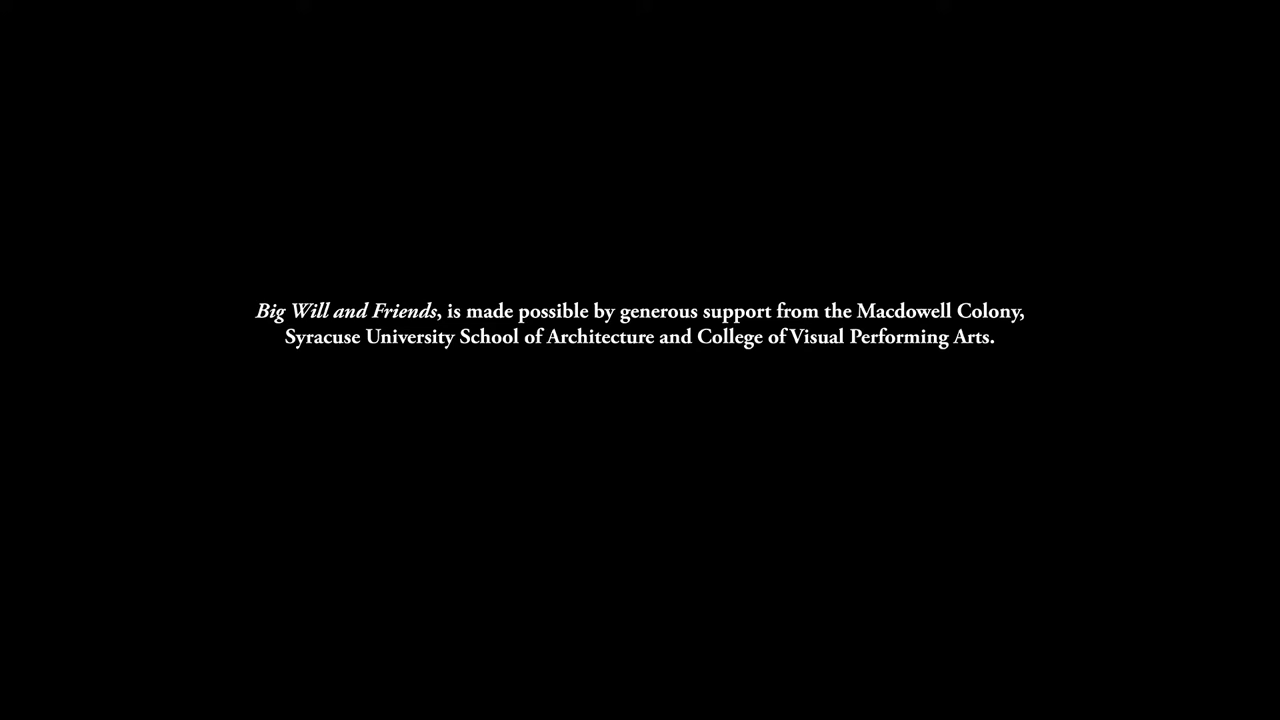 Big Will and Friends, is made possible by generous support from the Macdowell Colony,
Syracuse University School of Architecture and College of Visual Performing Arts.